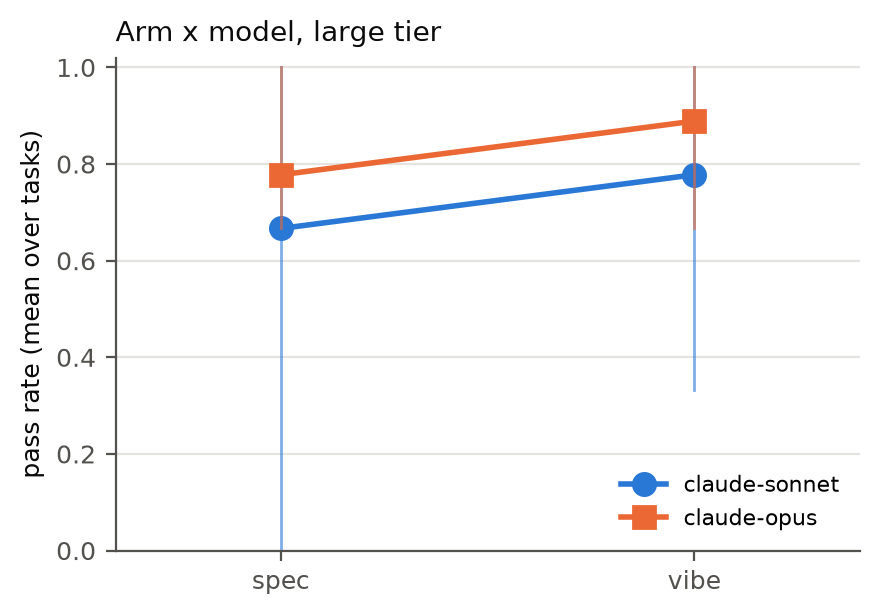 Arm x model, large tier
pass rate (mean over tasks)
1.0
0.8
0.6
0.4
0.2
0.0
spec
vibe
claude-sonnet
claude-opus